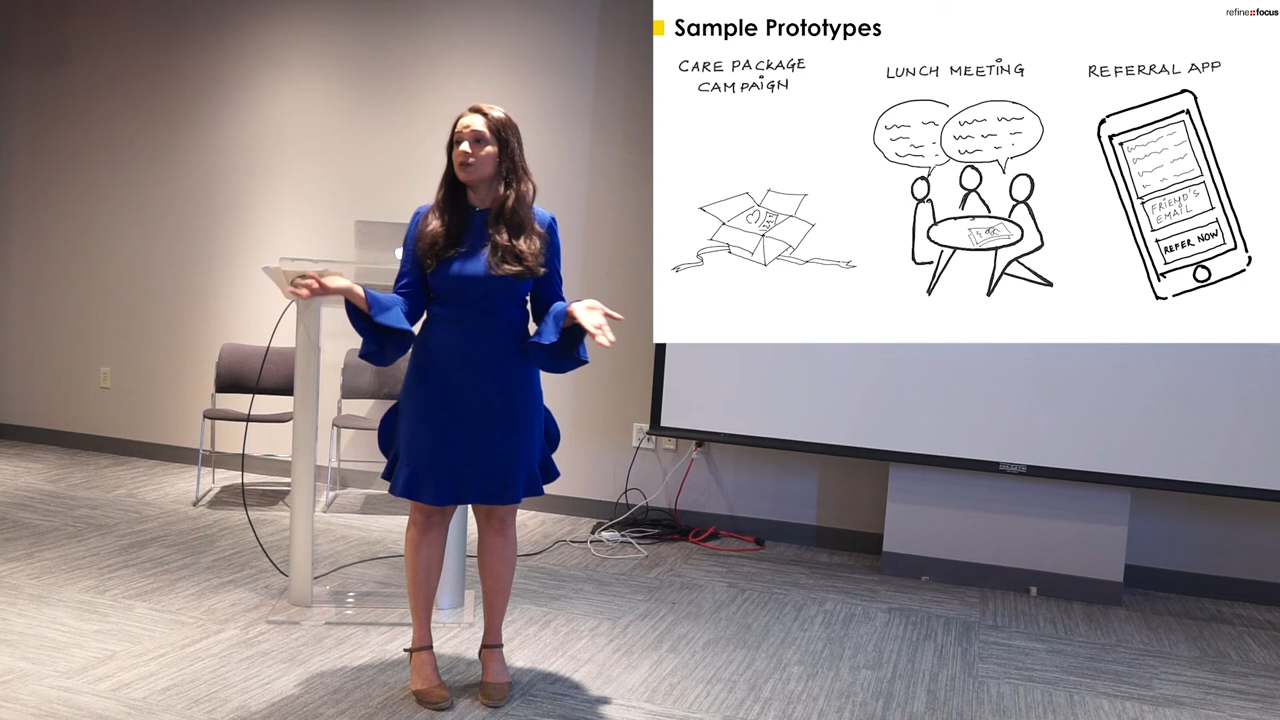 refine::focus
Sample Prototypes
CARE PACKAGE
CAMPAIGN
LUNCH MEETING
REFERRAL APP
FRIEND'S
EMAIL
REFER NOW